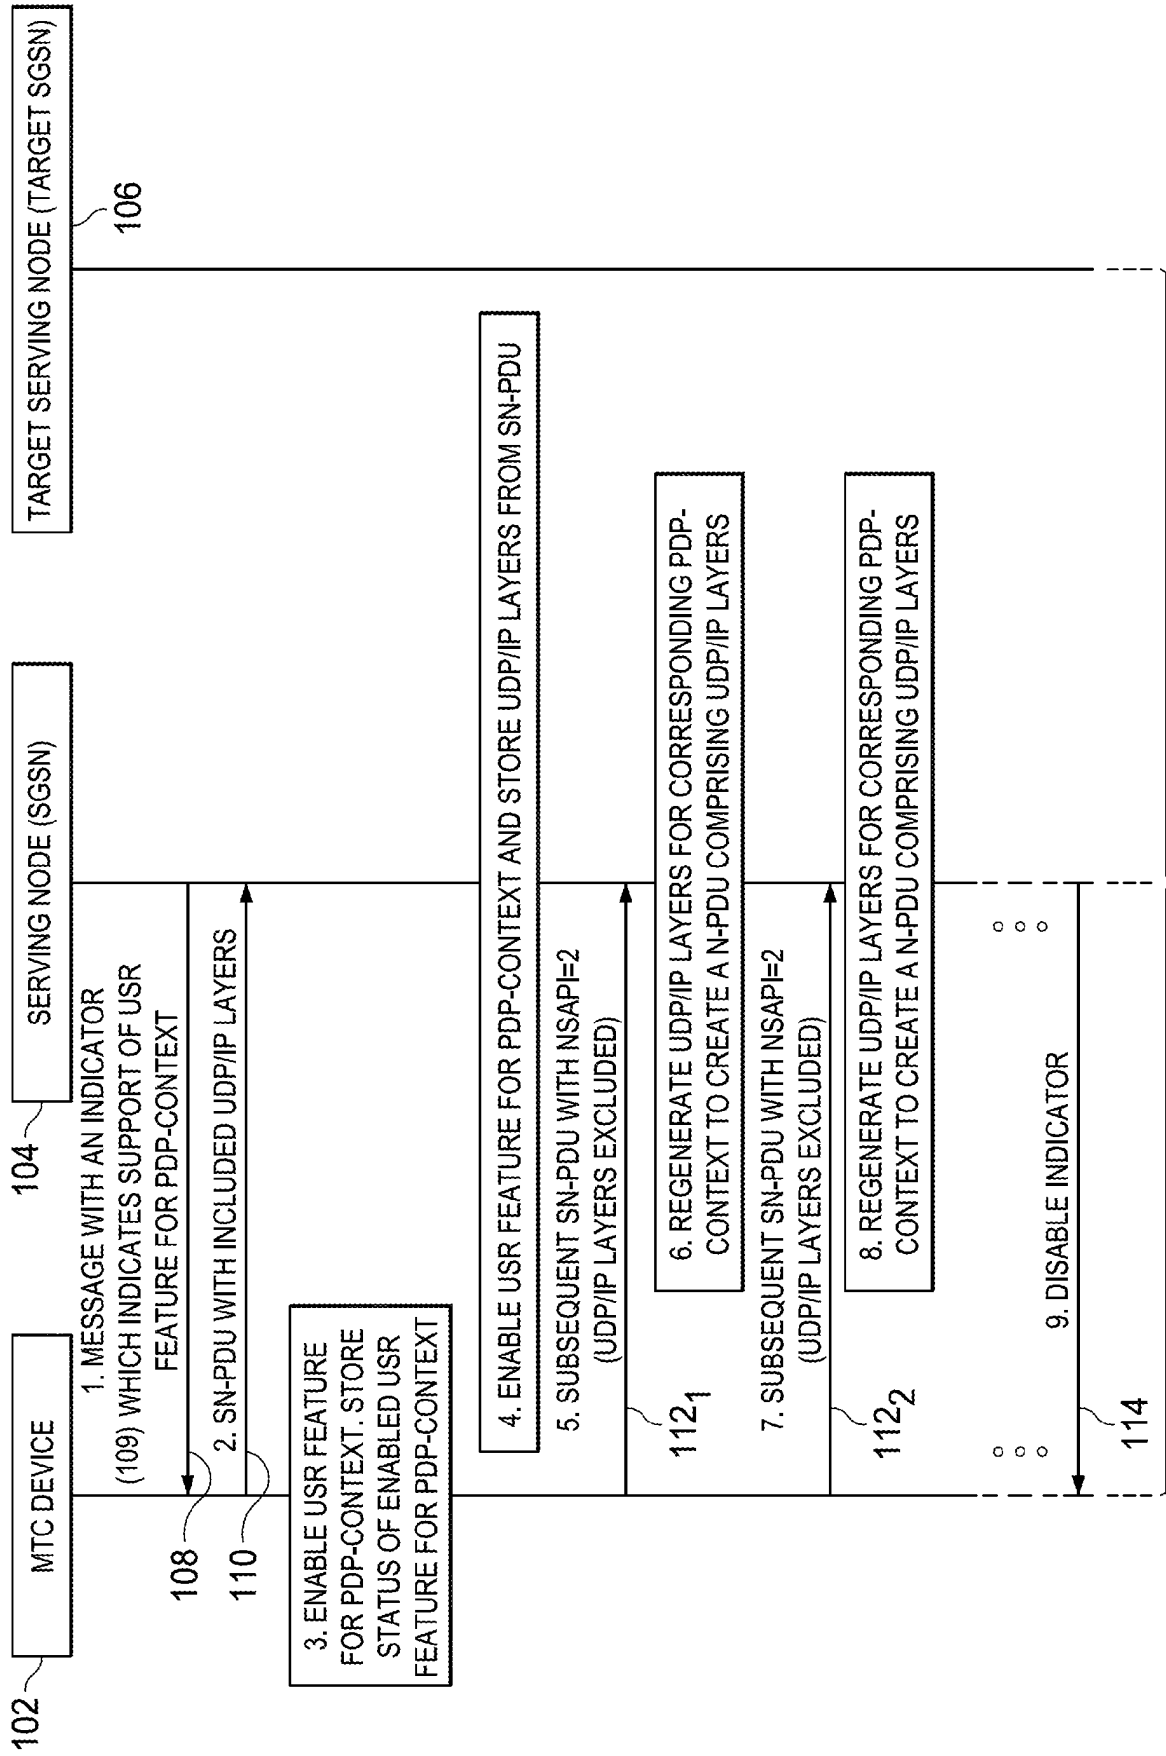 102
MTC DEVICE
104
SERVING NODE (SGSN)
TARGET SERVING NODE (TARGET SGSN)
106
1. MESSAGE WITH AN INDICATOR
(109) WHICH INDICATES SUPPORT OF USR
FEATURE FOR PDP-CONTEXT
108
2. SN-PDU WITH INCLUDED UDP/IP LAYERS
110
3. ENABLE USR FEATURE
FOR PDP-CONTEXT. STORE
STATUS OF ENABLED USR
FEATURE FOR PDP-CONTEXT
4. ENABLE USR FEATURE FOR PDP-CONTEXT AND STORE UDP/IP LAYERS FROM SN-PDU
5. SUBSEQUENT SN-PDU WITH NSAPI=2
(UDP/IP LAYERS EXCLUDED)
112₁
6. REGENERATE UDP/IP LAYERS FOR CORRESPONDING PDP-
CONTEXT TO CREATE A N-PDU COMPRISING UDP/IP LAYERS
7. SUBSEQUENT SN-PDU WITH NSAPI=2
(UDP/IP LAYERS EXCLUDED)
112₂
8. REGENERATE UDP/IP LAYERS FOR CORRESPONDING PDP-
CONTEXT TO CREATE A N-PDU COMPRISING UDP/IP LAYERS
9. DISABLE INDICATOR
114